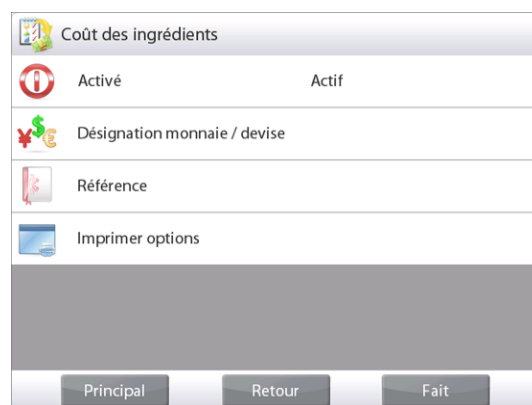 Coût des ingrédients
Activé Actif
Désignation monnaie / devise
Référence
Imprimer options
Principal Retour Fait